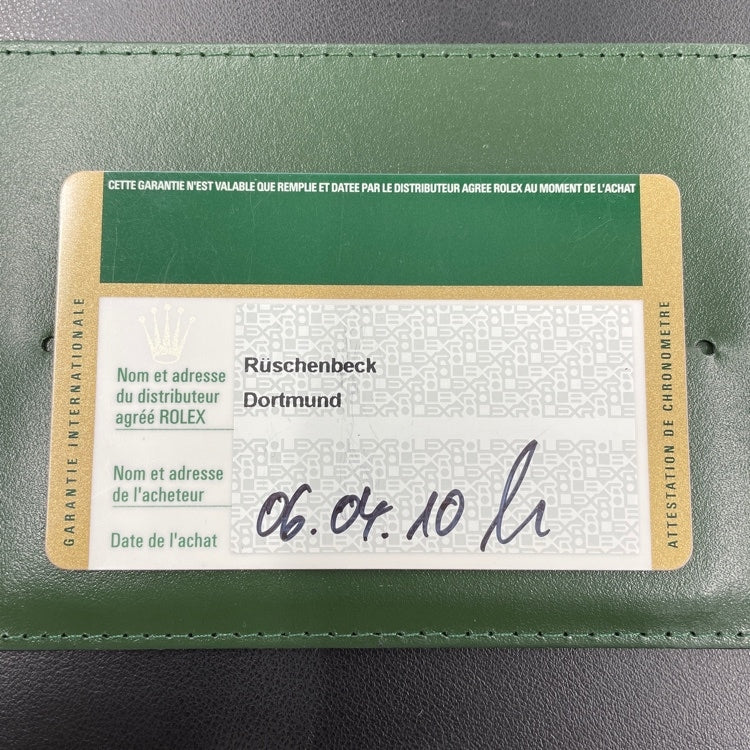 CETTE GARANTIE N'EST VALABLE QUE REMPLIE ET DATEE PAR LE DISTRIBUTEUR AGREE ROLEX AU MOMENT DE L'ACHAT
GARANTIE INTERNATIONALE
Nom et adresse
du distributeur
agréé ROLEX
Rüschenbeck
Dortmund
Nom et adresse
de l'acheteur
Date de l'achat
06.04.10
ATTESTATION DE CHRONOMETRE